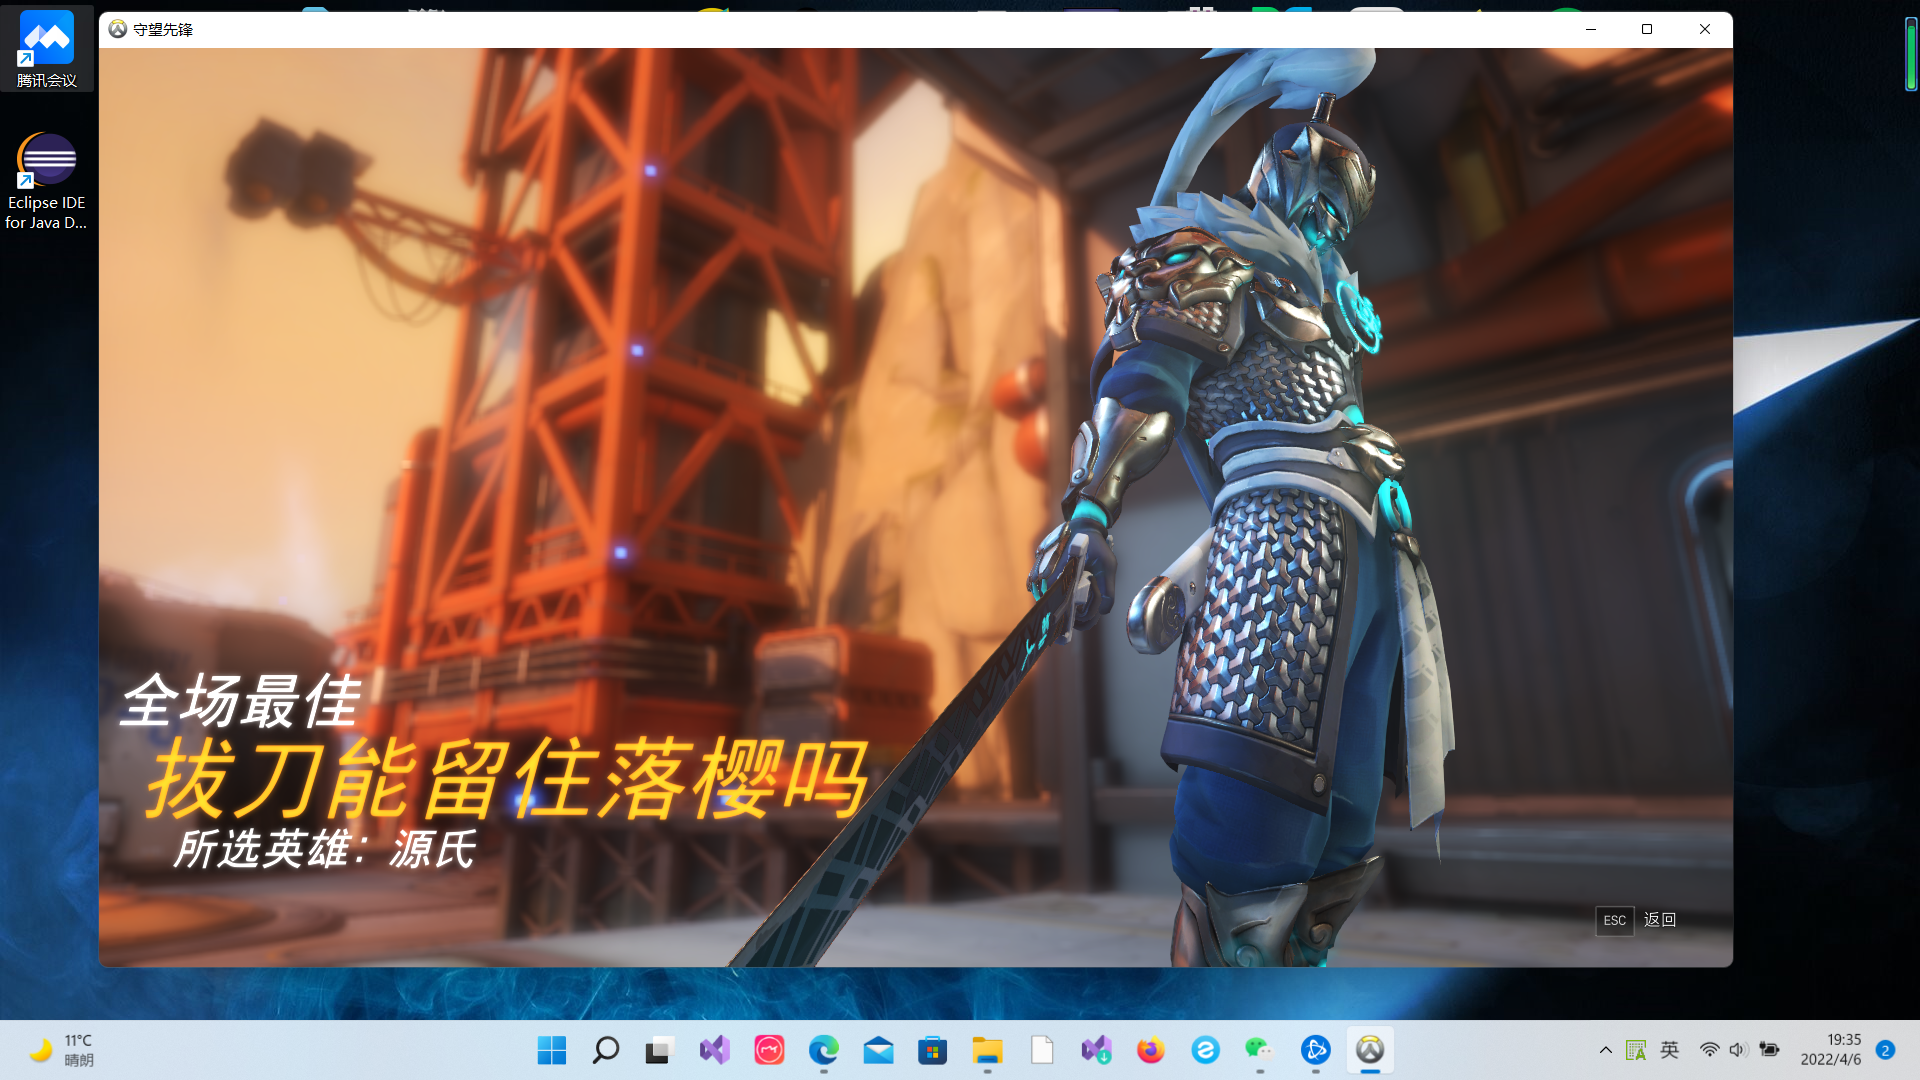 守望先锋
腾讯会议
Eclipse IDE
for Java D...
全场最佳
拔刀能留住落樱吗
所选英雄：源氏
ESC 返回
11°C
晴朗
英
19:35
2022/4/6
2